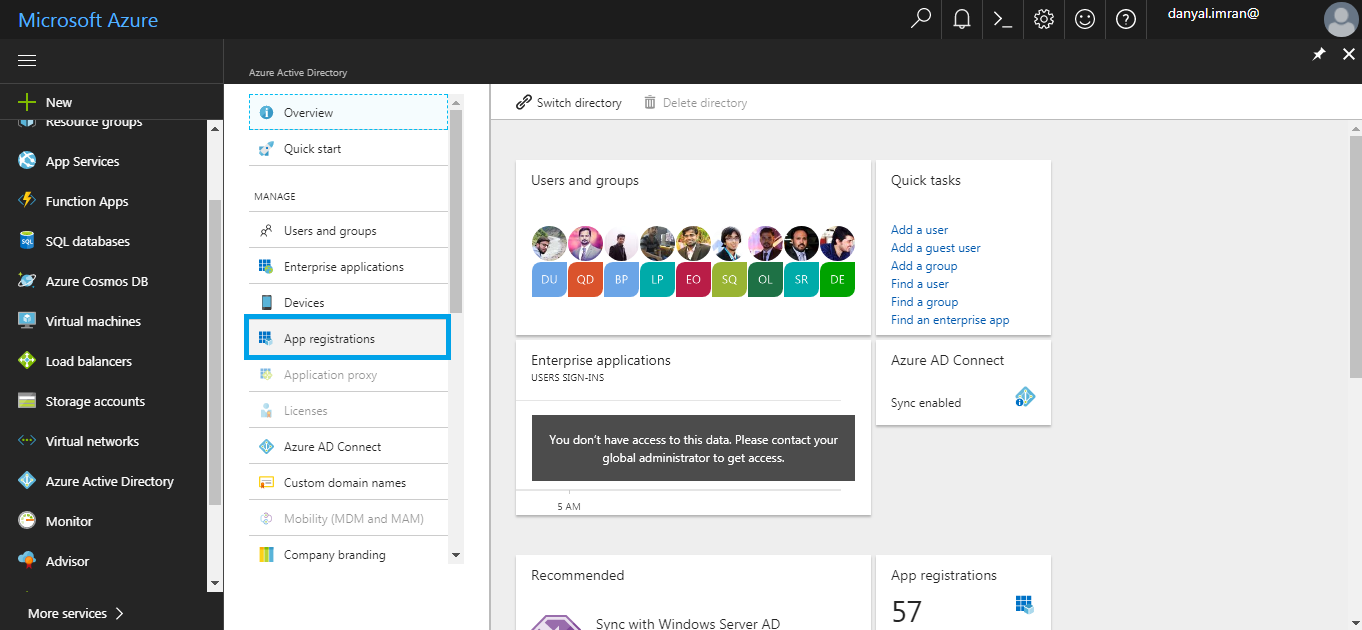 Microsoft Azure
danyal.imran@
Azure Active Directory
New
Resource groups
App Services
Function Apps
SQL databases
Azure Cosmos DB
Virtual machines
Load balancers
Storage accounts
Virtual networks
Azure Active Directory
Monitor
Advisor
More services
Overview
Quick start
MANAGE
Users and groups
Enterprise applications
Devices
App registrations
Application proxy
Licenses
Azure AD Connect
Custom domain names
Mobility (MDM and MAM)
Company branding
Switch directory
Delete directory
Users and groups
DU QD BP LP EO SQ OL SR DE
Quick tasks
Add a user
Add a guest user
Add a group
Find a user
Find a group
Find an enterprise app
Enterprise applications
USERS SIGN-INS
You don't have access to this data. Please contact your
global administrator to get access.
5 AM
Azure AD Connect
Sync enabled
Recommended
Sync with Windows Server AD
App registrations
57